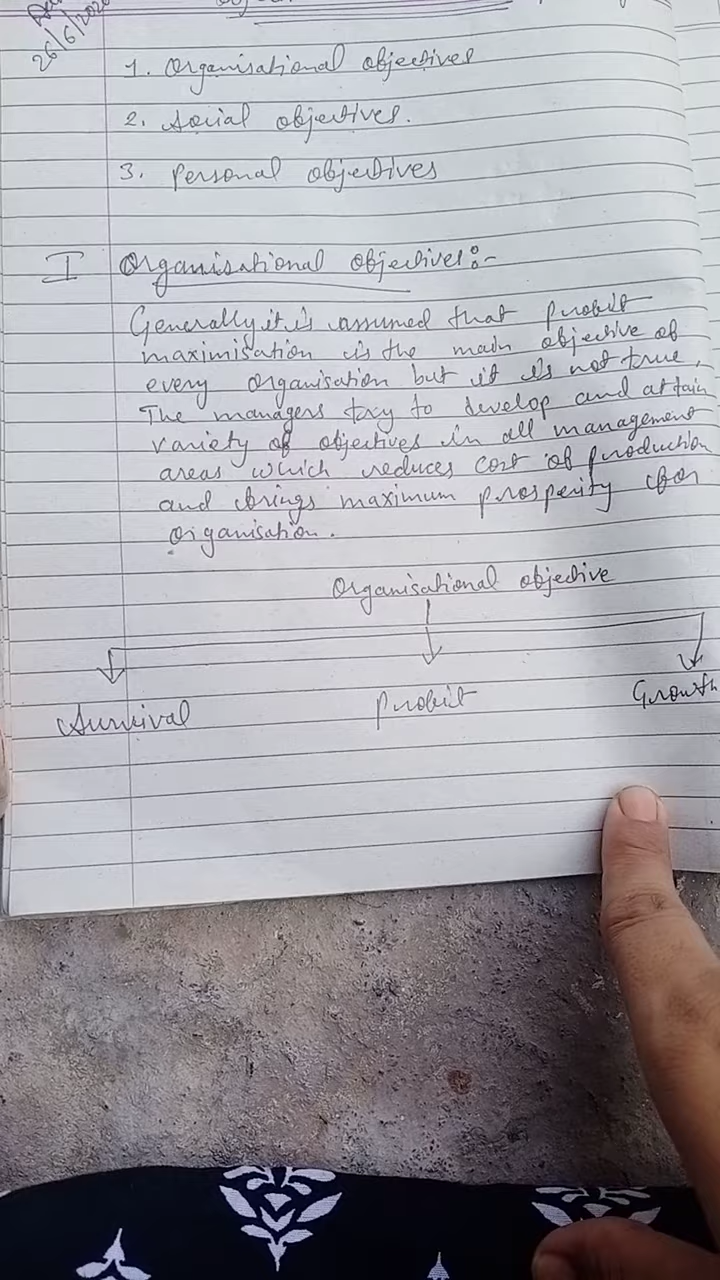 26/6/202
1. Organisational objectives
2. Social objectives.
3. Personal objectives
I Organisational objectives:-
Generally it is assumed that profit
maximisation is the main objective of
every organisation but it is not true.
The managers try to develop and attain
variety of objectives in all management
areas which reduces cost of production
and brings maximum prosperity for
organisation.
Organisational objective
Survival Profit Growth